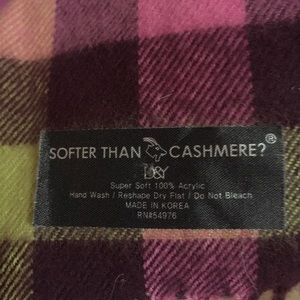 SOFTER THAN CASHMERE?®
D&Y
Super Soft 100% Acrylic
Hand Wash / Reshape Dry Flat / Do Not Bleach
MADE IN KOREA
RN#54976